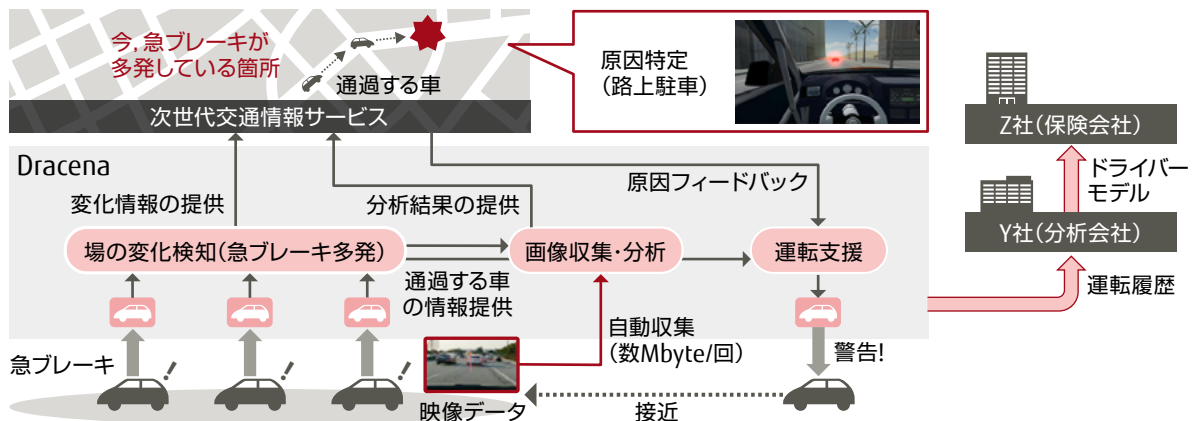 今，急ブレーキが
多発している箇所
通過する車
次世代交通情報サービス
原因特定
（路上駐車）
Z社（保険会社）
ドライバー
モデル
Y社（分析会社）
運転履歴
Dracena
変化情報の提供
分析結果の提供
原因フィードバック
場の変化検知（急ブレーキ多発）
画像収集・分析
運転支援
通過する車
の情報提供
自動収集
（数Mbyte/回）
急ブレーキ
警告!
映像データ
接近